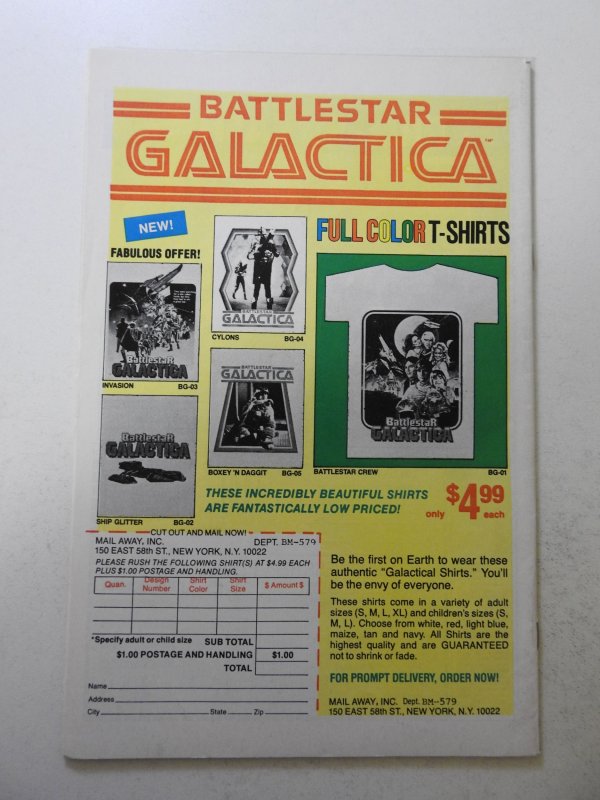 BATTLESTAR
GALACTICA™
NEW!
FABULOUS OFFER!
FULL COLOR T-SHIRTS
Battlestar
GALACTICA
INVASION BG-03
BATTLESTAR
GALACTICA
CYLONS BG-04
BattlestaR
GALACTICA
SHIP GLITTER BG-02
BATTLESTAR
GALACTICA
BOXEY 'N DAGGIT BG-05
BattlestaR
GALACTICA
BATTLESTAR CREW BG-01
THESE INCREDIBLY BEAUTIFUL SHIRTS
ARE FANTASTICALLY LOW PRICED!
only $4.99 each
CUT OUT AND MAIL NOW!
MAIL AWAY, INC. DEPT. BM-579
150 EAST 58th ST., NEW YORK, N.Y. 10022
PLEASE RUSH THE FOLLOWING SHIRT(S) AT $4.99 EACH
PLUS $1.00 POSTAGE AND HANDLING.
Quan. Design Number Shirt Color Shirt Size $ Amount $
*Specify adult or child size SUB TOTAL
$1.00 POSTAGE AND HANDLING $1.00
TOTAL
Name
Address
City State Zip
Be the first on Earth to wear these
authentic "Galactical Shirts." You'll
be the envy of everyone.
These shirts come in a variety of adult
sizes (S, M, L, XL) and children's sizes (S,
M, L). Choose from white, red, light blue,
maize, tan and navy. All Shirts are the
highest quality and are GUARANTEED
not to shrink or fade.
FOR PROMPT DELIVERY, ORDER NOW!
MAIL AWAY, INC. Dept. BM-579
150 EAST 58th ST., NEW YORK, N.Y. 10022